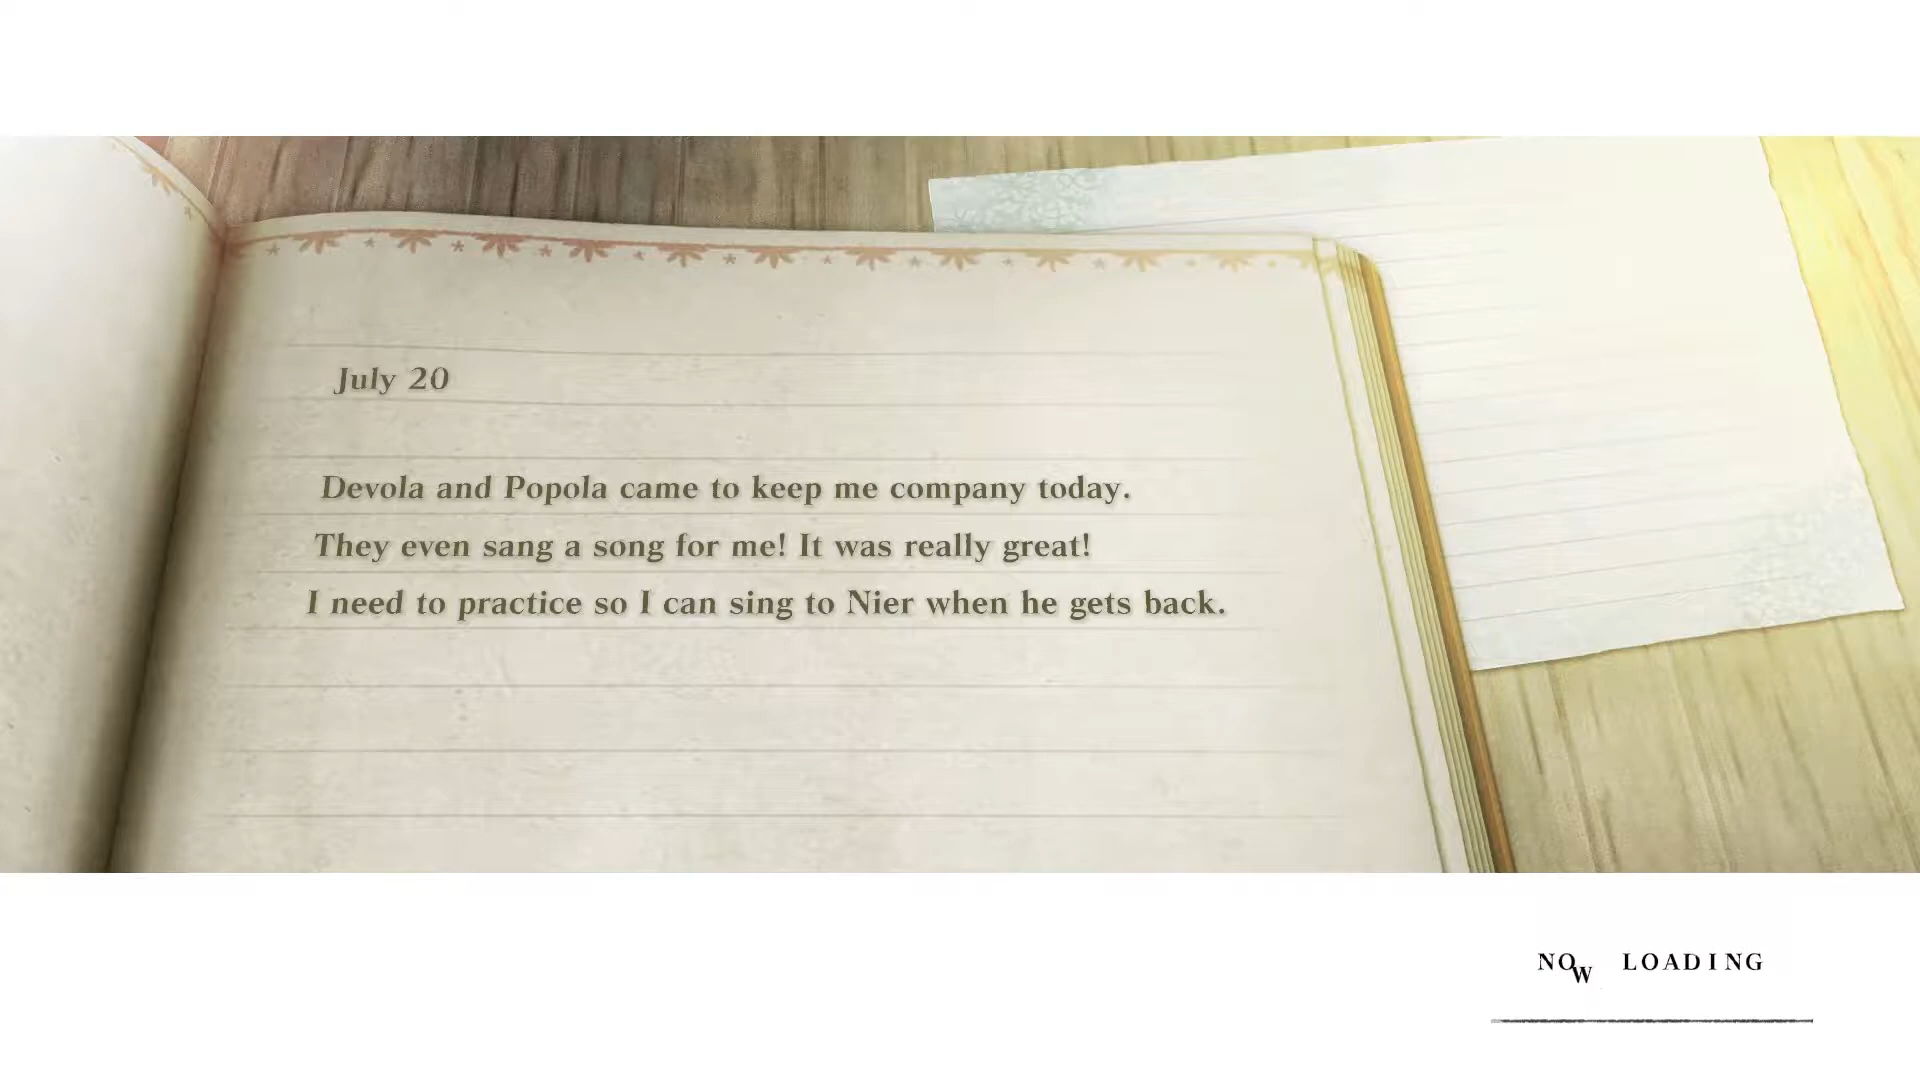 July 20
Devola and Popola came to keep me company today.
They even sang a song for me! It was really great!
I need to practice so I can sing to Nier when he gets back.
NOW LOADING